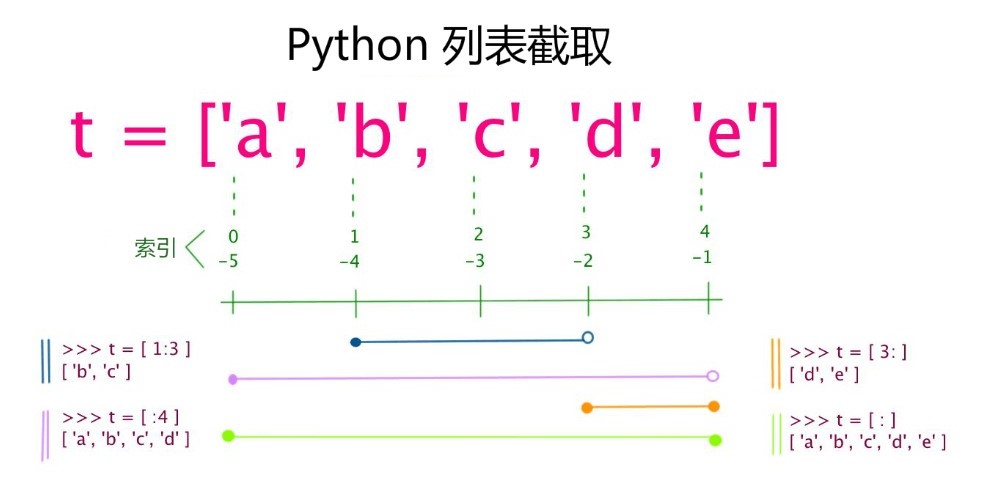 Python 列表截取
t = ['a', 'b', 'c', 'd', 'e']
索引
0 1 2 3 4
-5 -4 -3 -2 -1
>>> t = [ 1:3 ]
[ 'b', 'c' ]
>>> t = [ :4 ]
[ 'a', 'b', 'c', 'd' ]
>>> t = [ 3: ]
[ 'd', 'e' ]
>>> t = [ : ]
[ 'a', 'b', 'c', 'd', 'e' ]